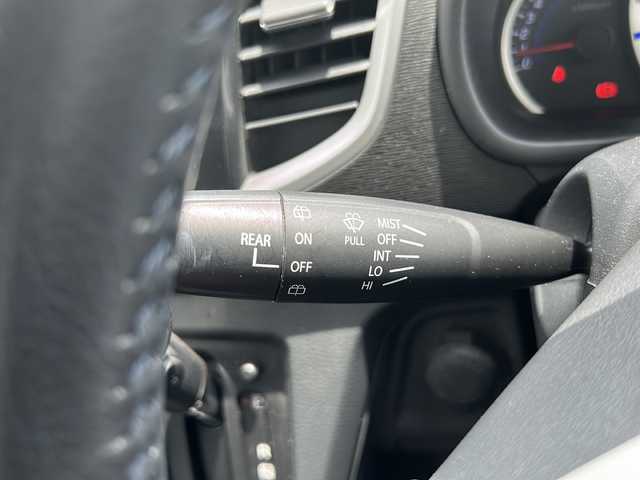 REAR
ON
OFF
PULL
MIST
OFF
INT
LO
HI